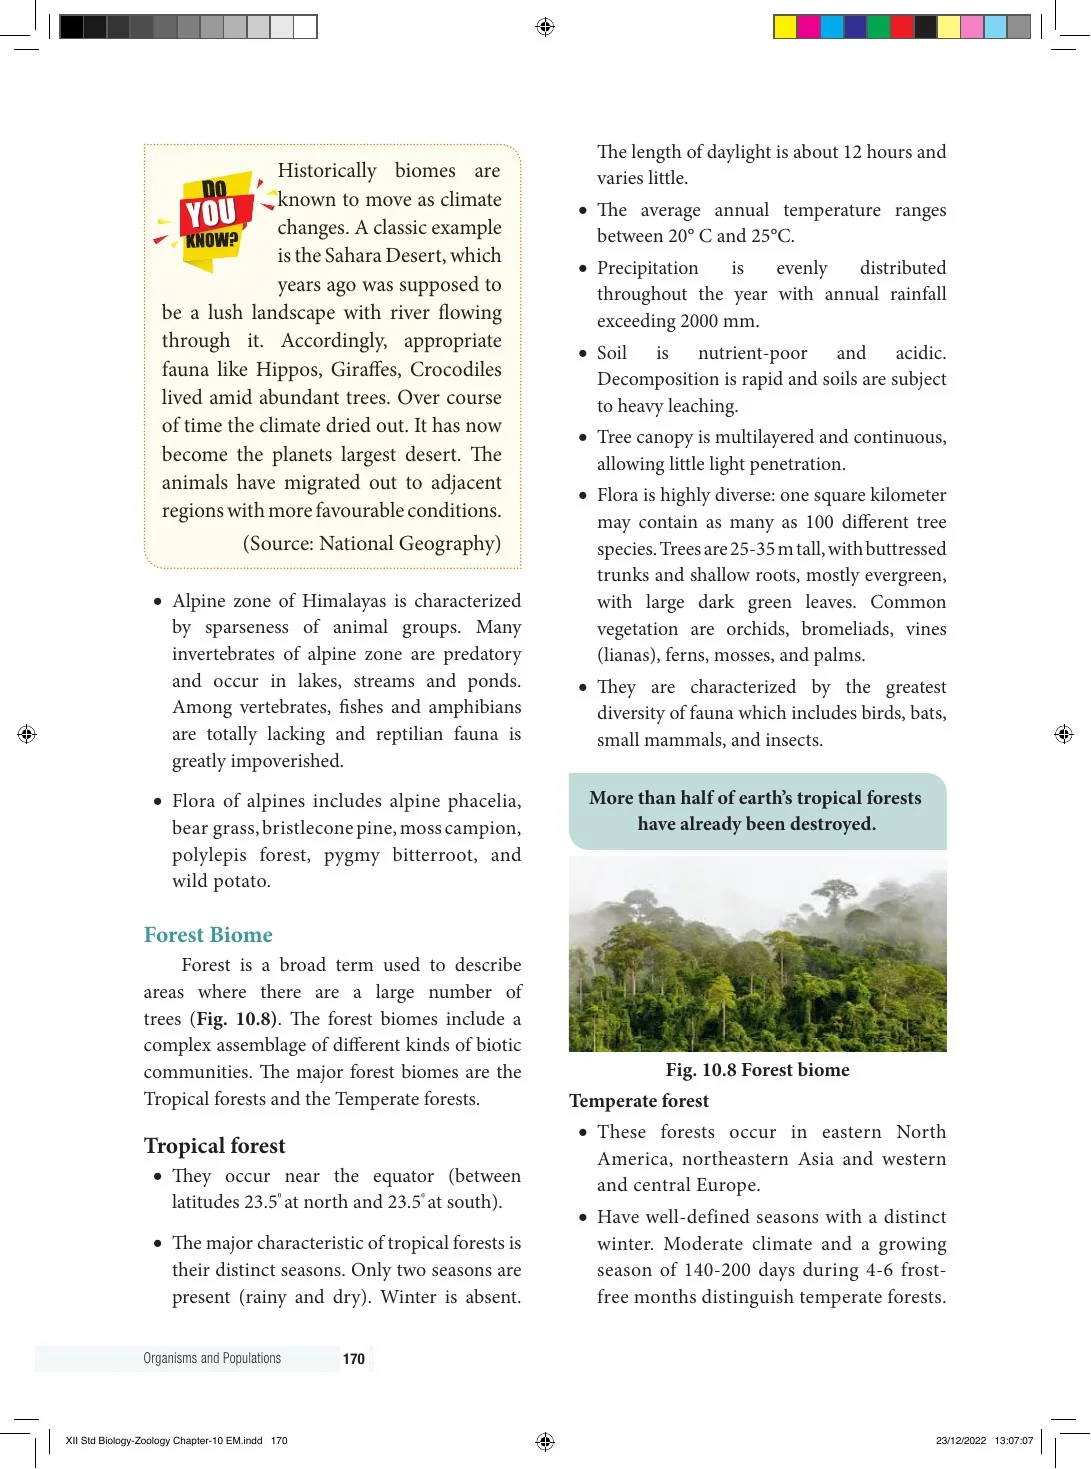 DO
YOU
KNOW?
Historically biomes are
known to move as climate
changes. A classic example
is the Sahara Desert, which
years ago was supposed to
be a lush landscape with river flowing
through it. Accordingly, appropriate
fauna like Hippos, Giraffes, Crocodiles
lived amid abundant trees. Over course
of time the climate dried out. It has now
become the planets largest desert. The
animals have migrated out to adjacent
regions with more favourable conditions.
(Source: National Geography)
• Alpine zone of Himalayas is characterized
by sparseness of animal groups. Many
invertebrates of alpine zone are predatory
and occur in lakes, streams and ponds.
Among vertebrates, fishes and amphibians
are totally lacking and reptilian fauna is
greatly impoverished.
• Flora of alpines includes alpine phacelia,
bear grass, bristlecone pine, moss campion,
polylepis forest, pygmy bitterroot, and
wild potato.
Forest Biome
Forest is a broad term used to describe
areas where there are a large number of
trees (Fig. 10.8). The forest biomes include a
complex assemblage of different kinds of biotic
communities. The major forest biomes are the
Tropical forests and the Temperate forests.
Tropical forest
• They occur near the equator (between
latitudes 23.5° at north and 23.5° at south).
• The major characteristic of tropical forests is
their distinct seasons. Only two seasons are
present (rainy and dry). Winter is absent.
The length of daylight is about 12 hours and
varies little.
• The average annual temperature ranges
between 20° C and 25°C.
• Precipitation is evenly distributed
throughout the year with annual rainfall
exceeding 2000 mm.
• Soil is nutrient-poor and acidic.
Decomposition is rapid and soils are subject
to heavy leaching.
• Tree canopy is multilayered and continuous,
allowing little light penetration.
• Flora is highly diverse: one square kilometer
may contain as many as 100 different tree
species. Trees are 25-35 m tall, with buttressed
trunks and shallow roots, mostly evergreen,
with large dark green leaves. Common
vegetation are orchids, bromeliads, vines
(lianas), ferns, mosses, and palms.
• They are characterized by the greatest
diversity of fauna which includes birds, bats,
small mammals, and insects.
More than half of earth's tropical forests
have already been destroyed.
Fig. 10.8 Forest biome
Temperate forest
• These forests occur in eastern North
America, northeastern Asia and western
and central Europe.
• Have well-defined seasons with a distinct
winter. Moderate climate and a growing
season of 140-200 days during 4-6 frost-
free months distinguish temperate forests.
Organisms and Populations 170
XII Std Biology-Zoology Chapter-10 EM.indd 170
23/12/2022 13:07:07